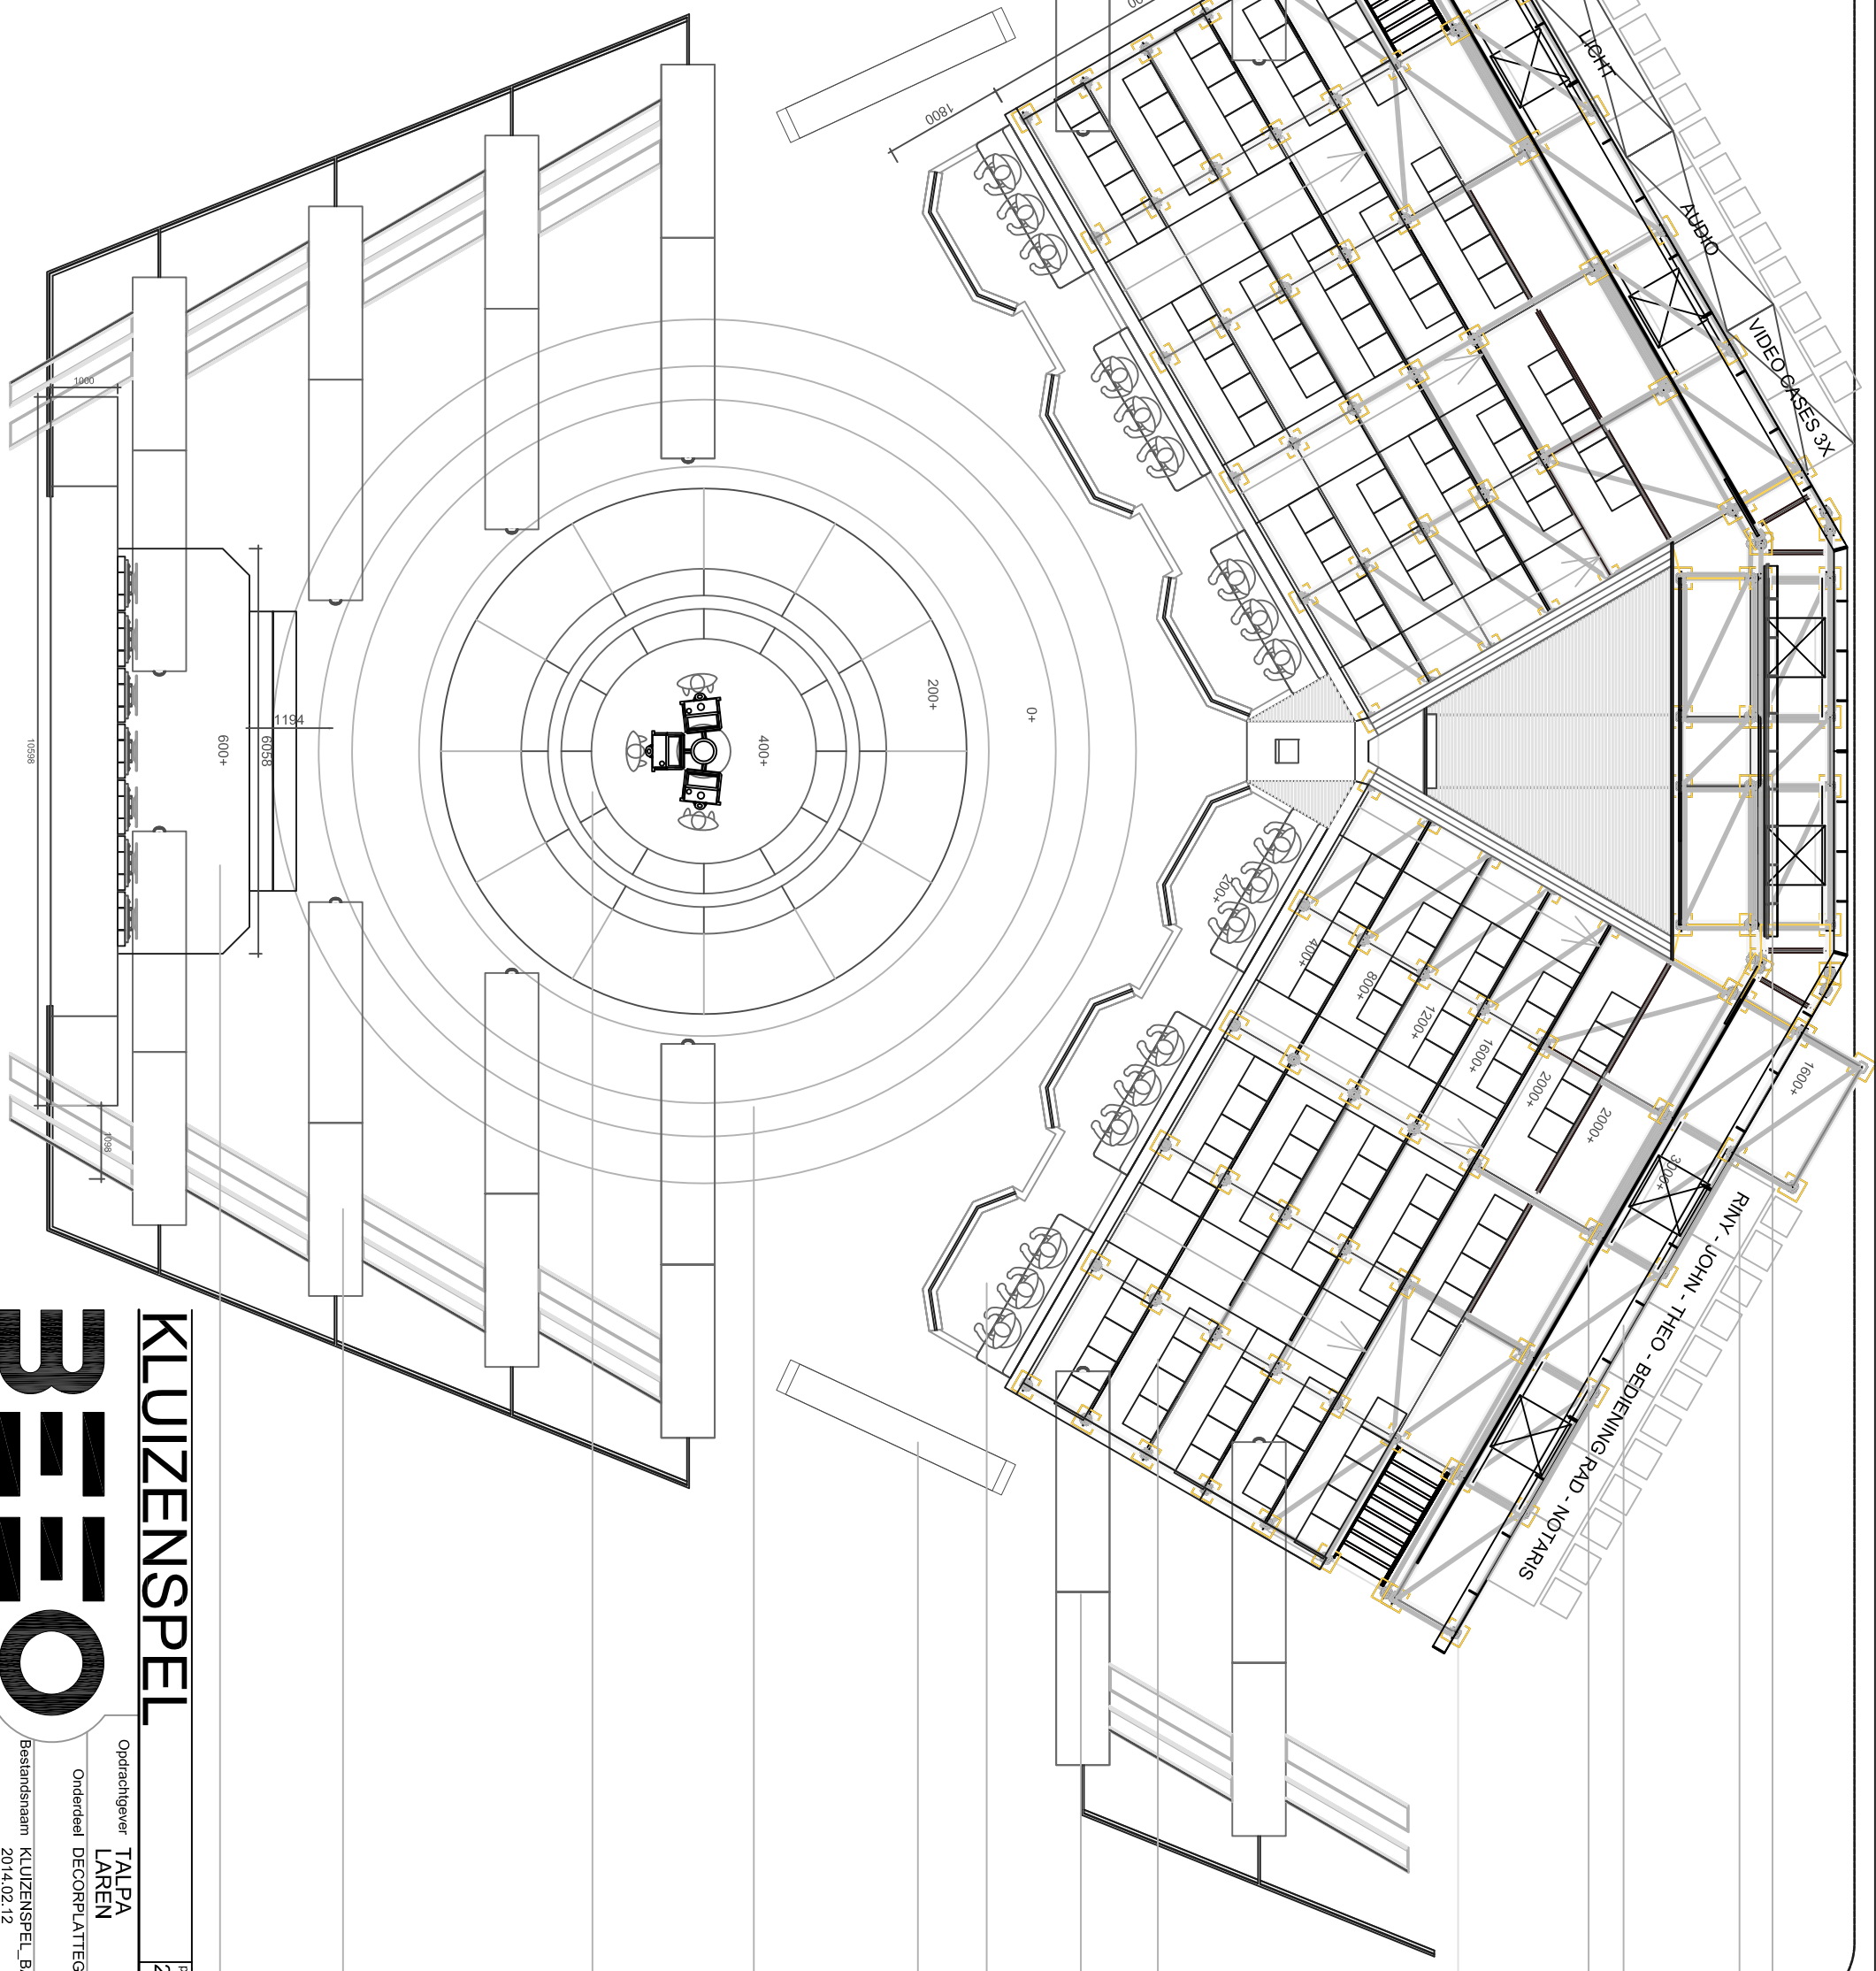 LICHT
AUDIO
VIDEO CASES 3X
1800
1000
10598
600+
6058
1194
1098
400+
200+
0+
200+
400+
800+
1200+
1600+
2000+
2000+
3000+
1600+
RINY - JOHN - THEO - BEDIENING RAD - NOTARIS
KLUIZENSPEL
Opdrachtgever TALPA
LAREN
Onderdeel DECORPLATTEG
Bestandsnaam KLUIZENSPEL_B
2014.02.12